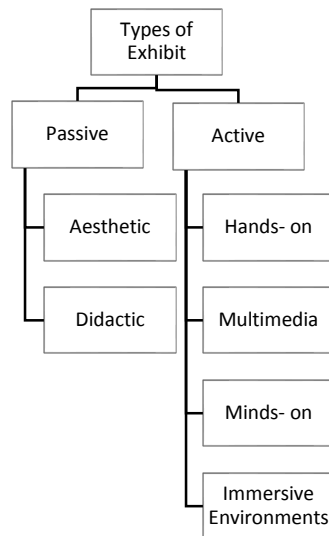 Types of
Exhibit
Passive
Active
Aesthetic
Hands- on
Didactic
Multimedia
Minds- on
Immersive
Environments